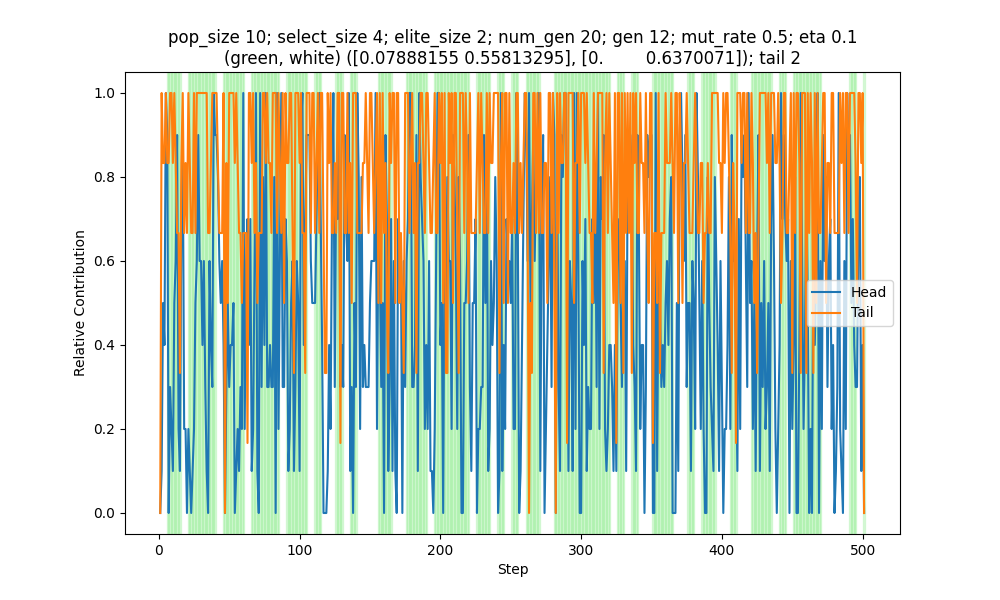 pop_size 10; select_size 4; elite_size 2; num_gen 20; gen 12; mut_rate 0.5; eta 0.1
(green, white) ([0.07888155 0.55813295], [0.         0.6370071]); tail 2
1.0
0.8
0.6
0.4
0.2
0.0
Relative Contribution
Head
Tail
0
100
200
300
400
500
Step